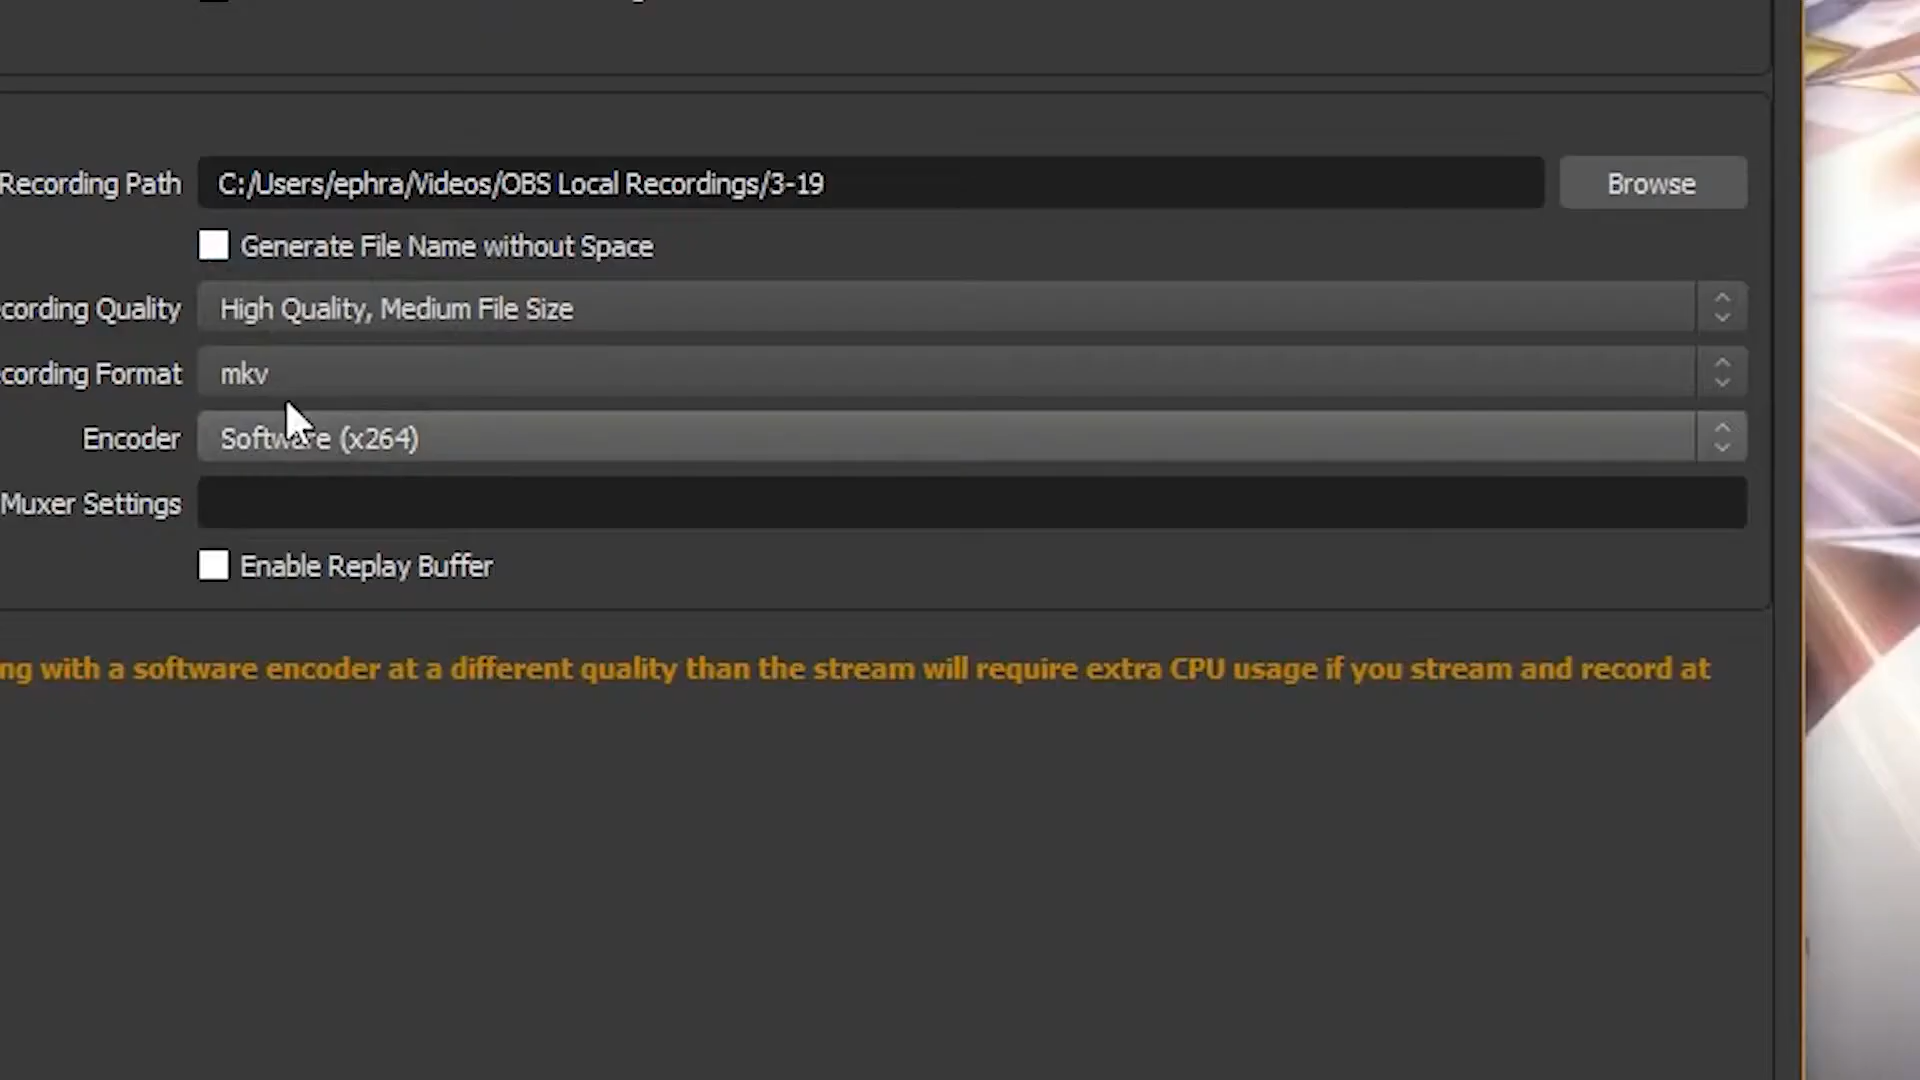 Recording Path C:/Users/ephra/Videos/OBS Local Recordings/3-19 Browse
Generate File Name without Space
cording Quality High Quality, Medium File Size
cording Format mkv
Encoder Software (x264)
Muxer Settings
Enable Replay Buffer
ng with a software encoder at a different quality than the stream will require extra CPU usage if you stream and record at